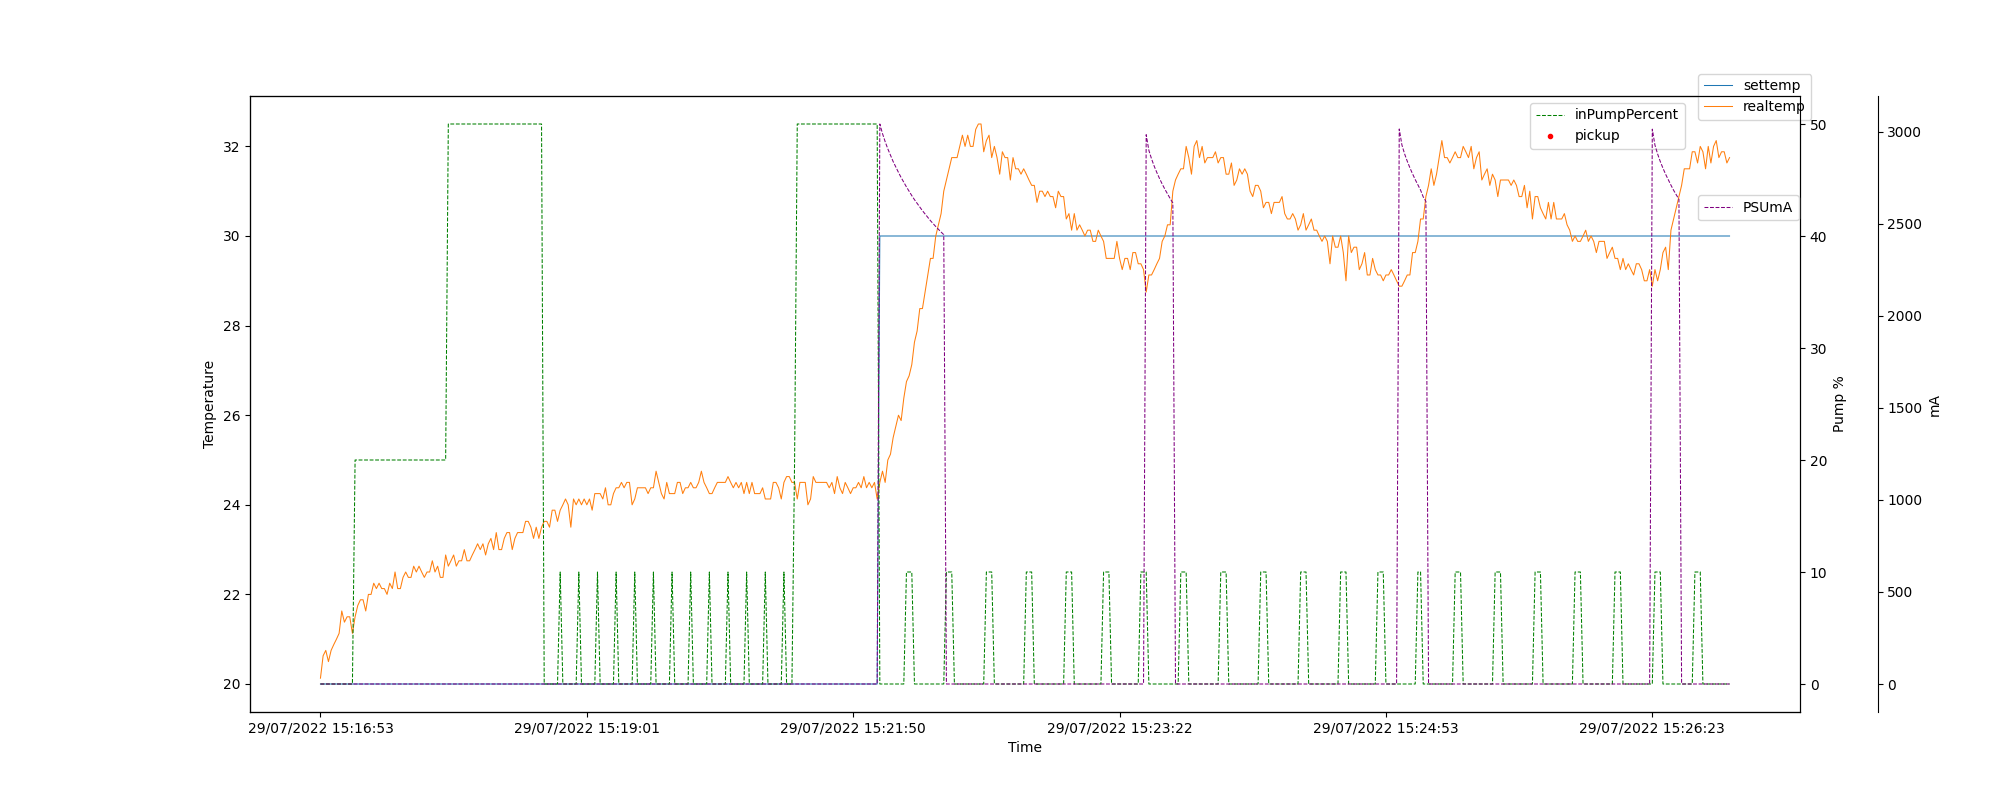 settemp
realtemp
inPumpPercent
pickup
PSUmA
32
30
28
26
24
22
20
Temperature
50
40
30
20
10
0
Pump %
3000
2500
2000
1500
1000
500
0
mA
29/07/2022 15:16:53
29/07/2022 15:19:01
29/07/2022 15:21:50
29/07/2022 15:23:22
29/07/2022 15:24:53
29/07/2022 15:26:23
Time